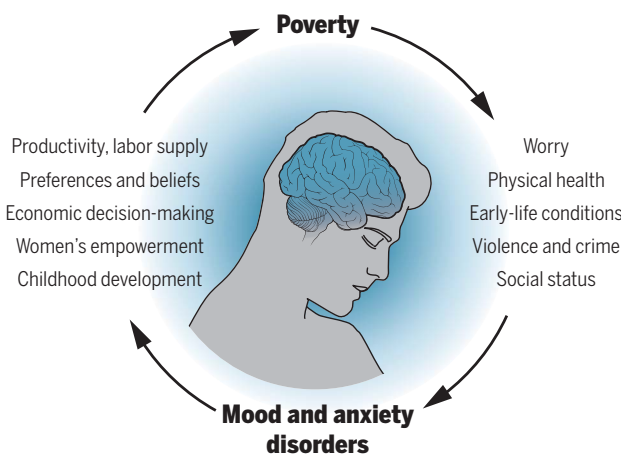 Poverty
Productivity, labor supply
Preferences and beliefs
Economic decision-making
Women’s empowerment
Childhood development
Worry
Physical health
Early-life conditions
Violence and crime
Social status
Mood and anxiety
disorders